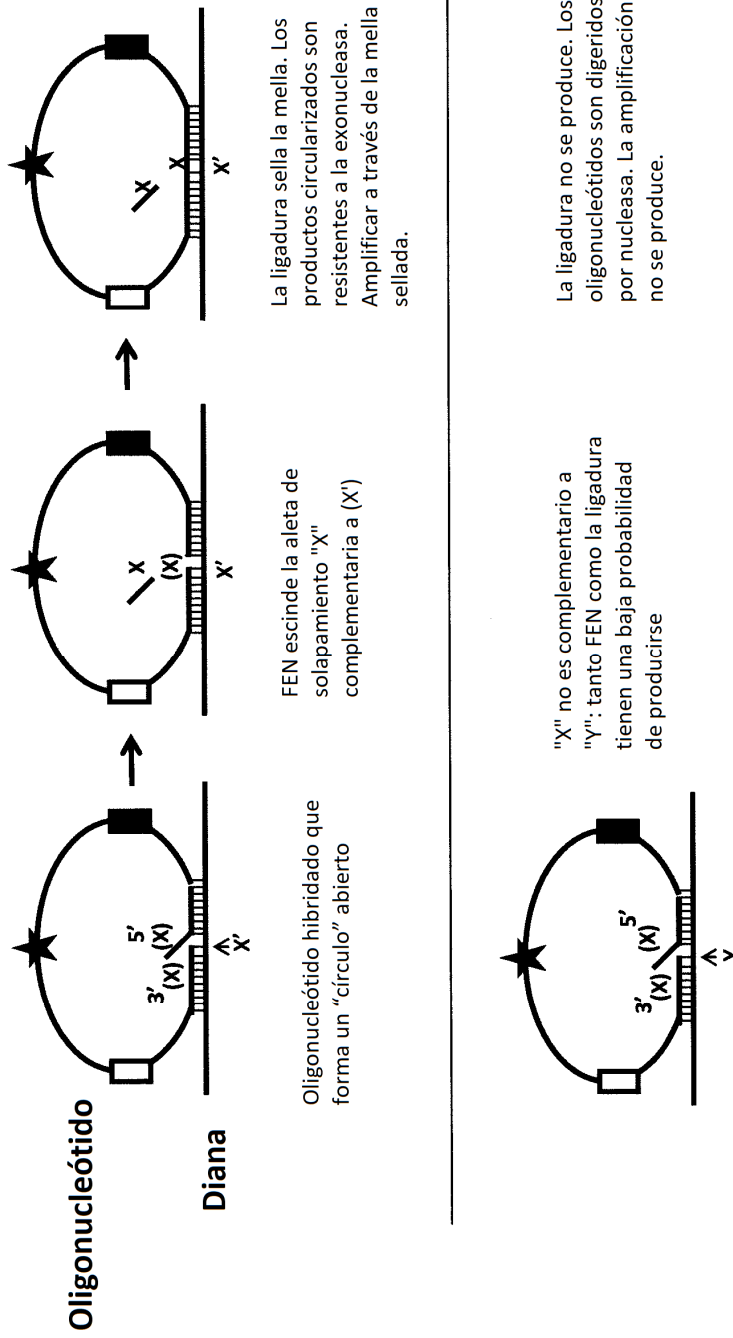 Oligonucleótido
Diana
3'
(X)
5'
(X)
X'
Oligonucleótido hibridado que
forma un “círculo” abierto
X
(X)
X'
FEN escinde la aleta de
solapamiento "X"
complementaria a (X')
X
X
X'
La ligadura sella la mella. Los
productos circularizados son
resistentes a la exonucleasa.
Amplificar a través de la mella
sellada.
3'
(X)
5'
(X)
"X" no es complementario a
"Y": tanto FEN como la ligadura
tienen una baja probabilidad
de producirse
La ligadura no se produce. Los
oligonucleótidos son digeridos
por nucleasa. La amplificación
no se produce.